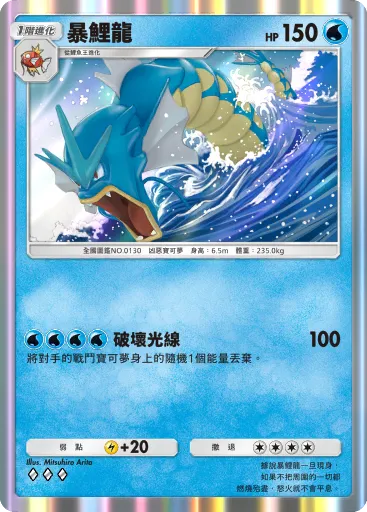 1階進化
暴鯉龍
HP 150
從鯉魚王進化
全國圖鑑NO.0130 凶惡寶可夢 身高：6.5m 體重：235.0kg
破壞光線 100
將對手的戰鬥寶可夢身上的隨機1個能量丟棄。
弱點 +20 撤退
Illus. Mitsuhiro Arita
據說暴鯉龍一旦現身，
如果不把周圍的一切都
燃燒殆盡，怒火就不會平息。